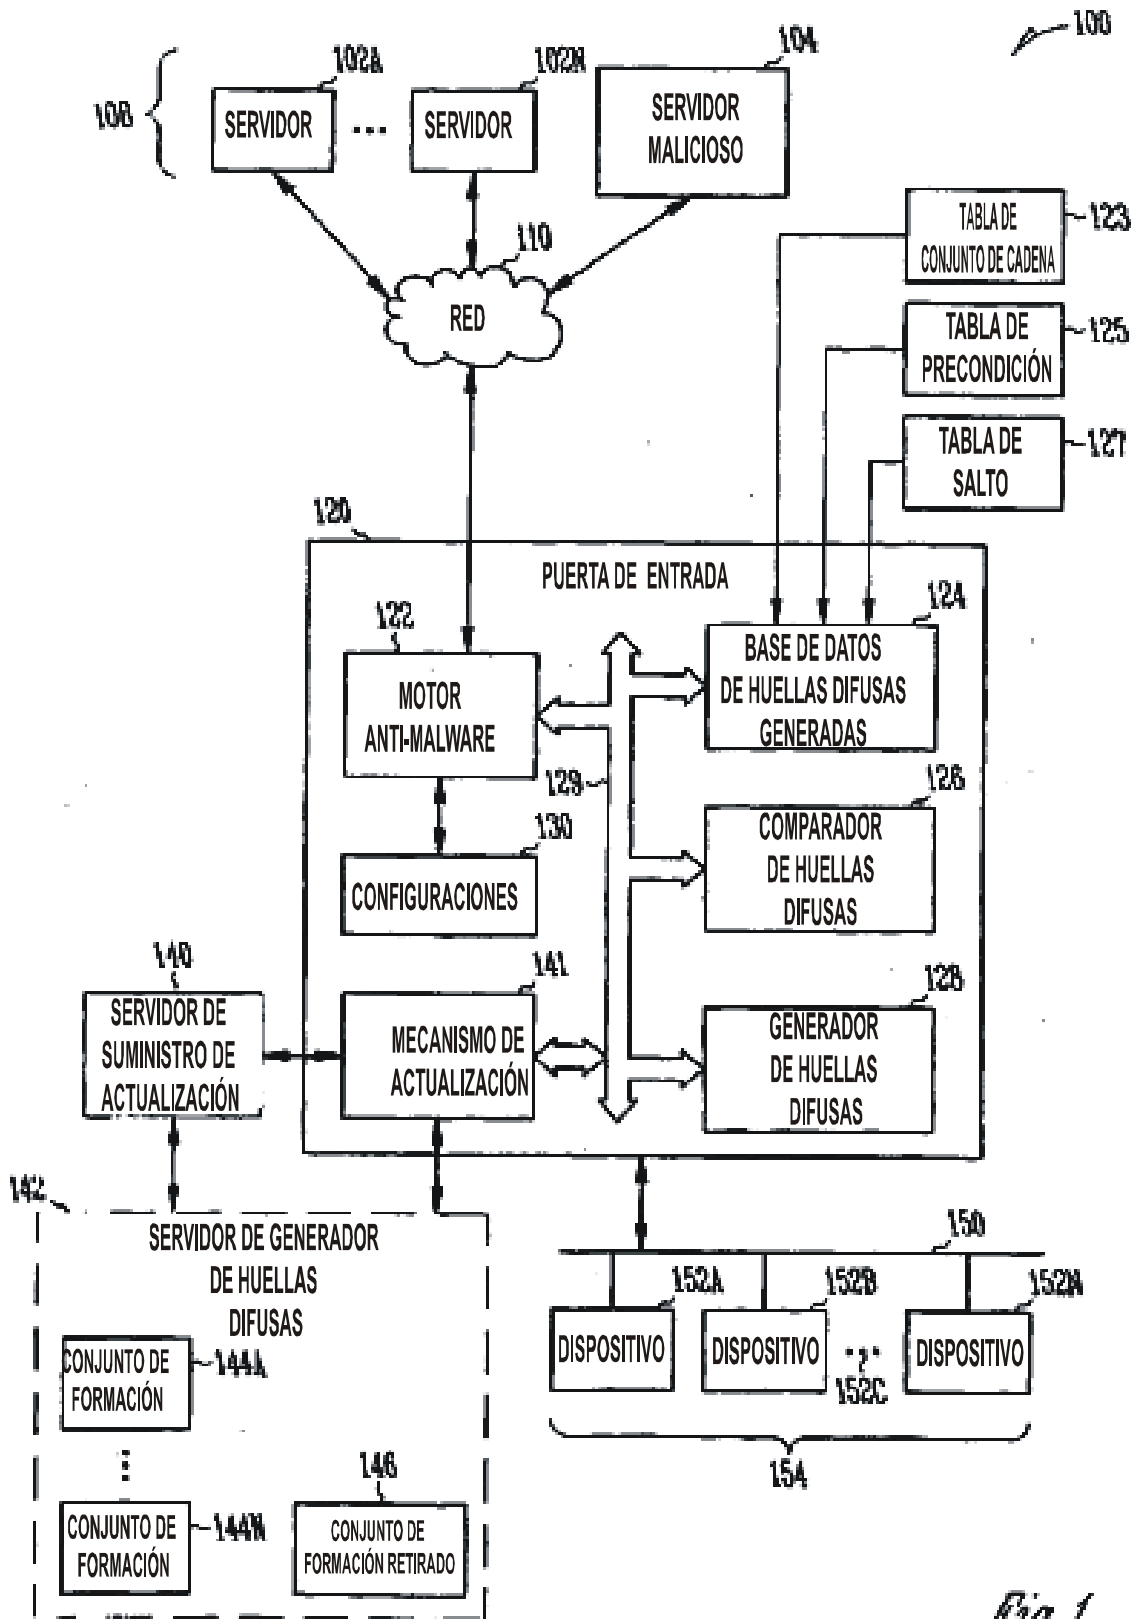 100
102A
102N
104
108
SERVIDOR
...
SERVIDOR
SERVIDOR
MALICIOSO
TABLA DE
CONJUNTO DE CADENA
123
110
RED
TABLA DE
PRECONDICIÓN
125
TABLA DE
SALTO
127
120
PUERTA DE ENTRADA
122
124
MOTOR
ANTI-MALWARE
BASE DE DATOS
DE HUELLAS DIFUSAS
GENERADAS
129
126
130
COMPARADOR
DE HUELLAS
DIFUSAS
CONFIGURACIONES
140
141
128
SERVIDOR DE
SUMINISTRO DE
ACTUALIZACIÓN
MECANISMO DE
ACTUALIZACIÓN
GENERADOR
DE HUELLAS
DIFUSAS
142
SERVIDOR DE GENERADOR
DE HUELLAS
DIFUSAS
150
152A
152B
152N
DISPOSITIVO
DISPOSITIVO
...
152C
DISPOSITIVO
154
CONJUNTO DE
FORMACIÓN
144A
...
CONJUNTO DE
FORMACIÓN
144N
146
CONJUNTO DE
FORMACIÓN RETIRADO
Fig. 1